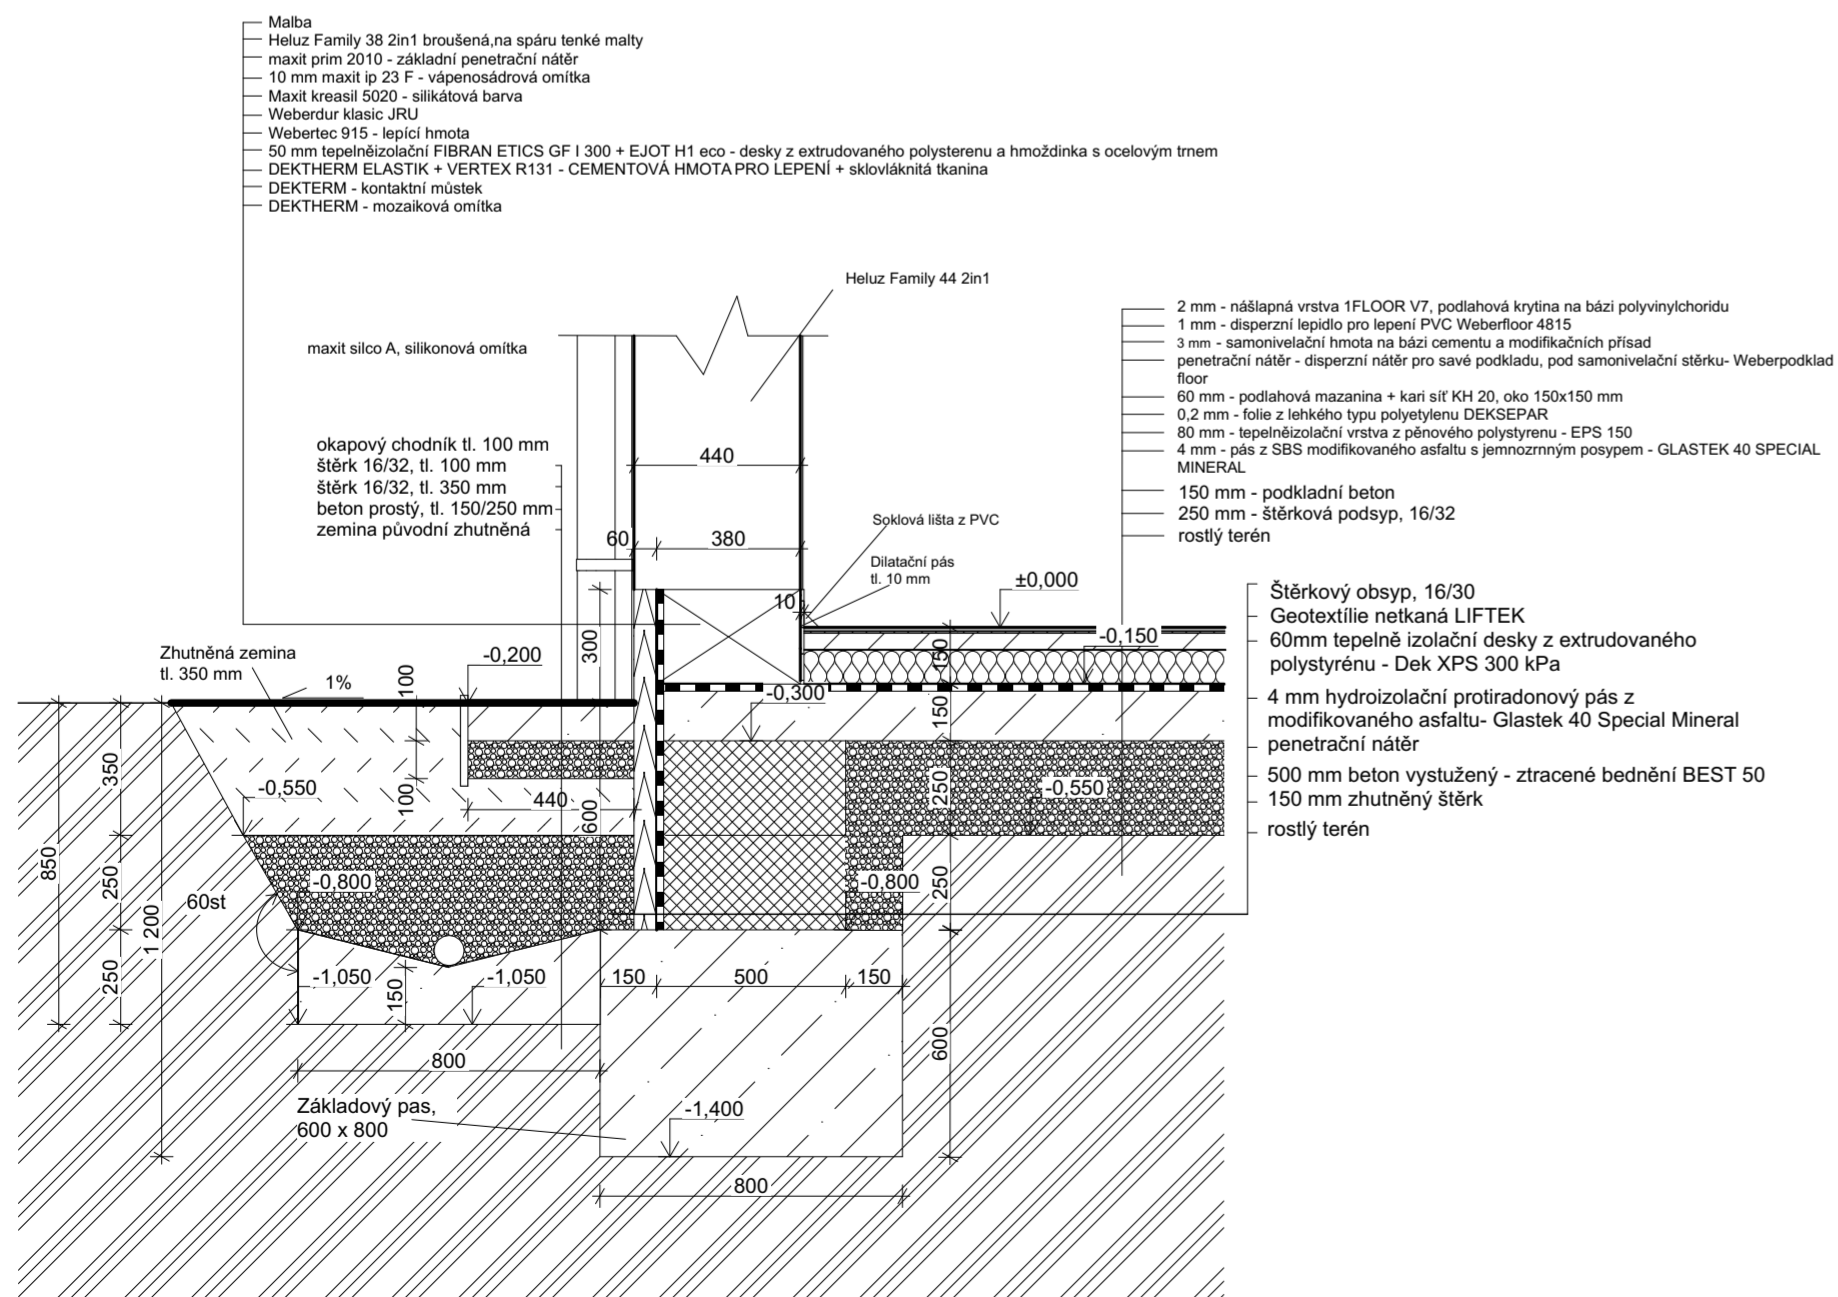 Malba
Heluz Family 38 2in1 broušená,na spáru tenké malty
maxit prim 2010 - základní penetrační nátěr
10 mm maxit ip 23 F - vápenosádrová omítka
Maxit kreasil 5020 - silikátová barva
Weberdur klasic JRU
Webertec 915 - lepící hmota
50 mm tepelněizolační FIBRAN ETICS GF I 300 + EJOT H1 eco - desky z extrudovaného polysterenu a hmoždinka s ocelovým trnem
DEKTHERM ELASTIK + VERTEX R131 - CEMENTOVÁ HMOTA PRO LEPENÍ + sklovláknitá tkanina
DEKTERM - kontaktní můstek
DEKTHERM - mozaiková omítka
Heluz Family 44 2in1
maxit silco A, silikonová omítka
okapový chodník tl. 100 mm
štěrk 16/32, tl. 100 mm
štěrk 16/32, tl. 350 mm
beton prostý, tl. 150/250 mm
zemina původní zhutněná
2 mm - nášlapná vrstva 1FLOOR V7, podlahová krytina na bázi polyvinylchoridu
1 mm - disperzní lepidlo pro lepení PVC Weberfloor 4815
3 mm - samonivelační hmota na bázi cementu a modifikačních přísad
penetrační nátěr - disperzní nátěr pro savé podkladu, pod samonivelační stěrku- Weberpodklad
floor
60 mm - podlahová mazanina + kari síť KH 20, oko 150x150 mm
0,2 mm - folie z lehkého typu polyetylenu DEKSEPAR
80 mm - tepelněizolační vrstva z pěnového polystyrenu - EPS 150
4 mm - pás z SBS modifikovaného asfaltu s jemnozrnným posypem - GLASTEK 40 SPECIAL
MINERAL
150 mm - podkladní beton
250 mm - štěrková podsyp, 16/32
rostlý terén
440
60
380
Soklová lišta z PVC
Dilatační pás
tl. 10 mm
10
±0,000
-0,150
150
Štěrkový obsyp, 16/30
Geotextílie netkaná LIFTEK
60mm tepelně izolační desky z extrudovaného
polystyrénu - Dek XPS 300 kPa
4 mm hydroizolační protiradonový pás z
modifikovaného asfaltu- Glastek 40 Special Mineral
penetrační nátěr
500 mm beton vystužený - ztracené bednění BEST 50
150 mm zhutněný štěrk
rostlý terén
Zhutněná zemina
tl. 350 mm
1%
-0,200
300
100
-0,300
150
350
-0,550
100
440
600
250
-0,550
850
250
1 200
60st
-0,800
-0,800
250
250
-1,050
150
-1,050
150
500
150
800
600
Základový pas,
600 x 800
-1,400
800